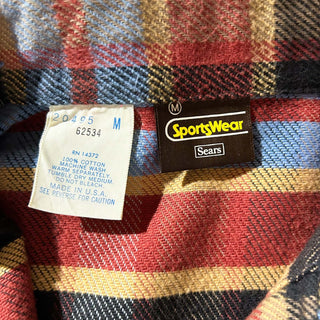 20495 M
62534
RN 14372
100% COTTON
MACHINE WASH
WARM SEPARATELY.
TUMBLE DRY MEDIUM.
DO NOT BLEACH.
MADE IN U.S.A.
SEE REVERSE FOR CAUTION
M
SportsWear
Sears